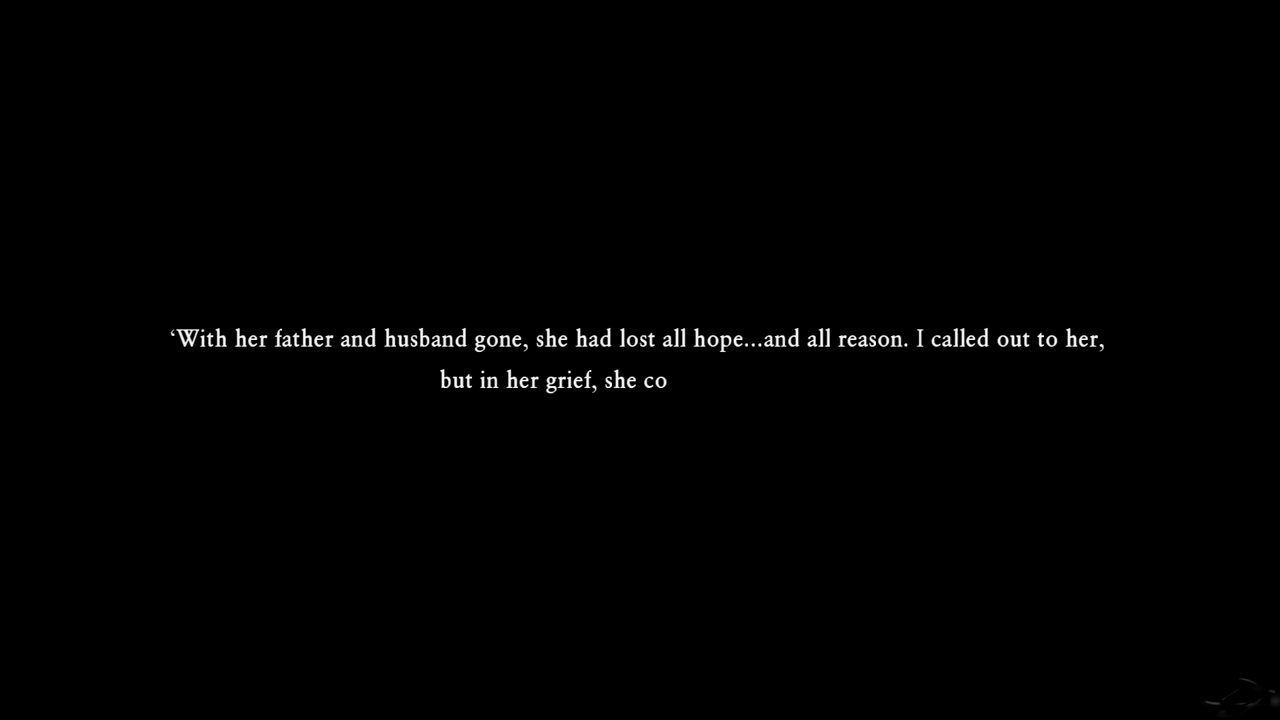 ‘With her father and husband gone, she had lost all hope...and all reason. I called out to her,
but in her grief, she co